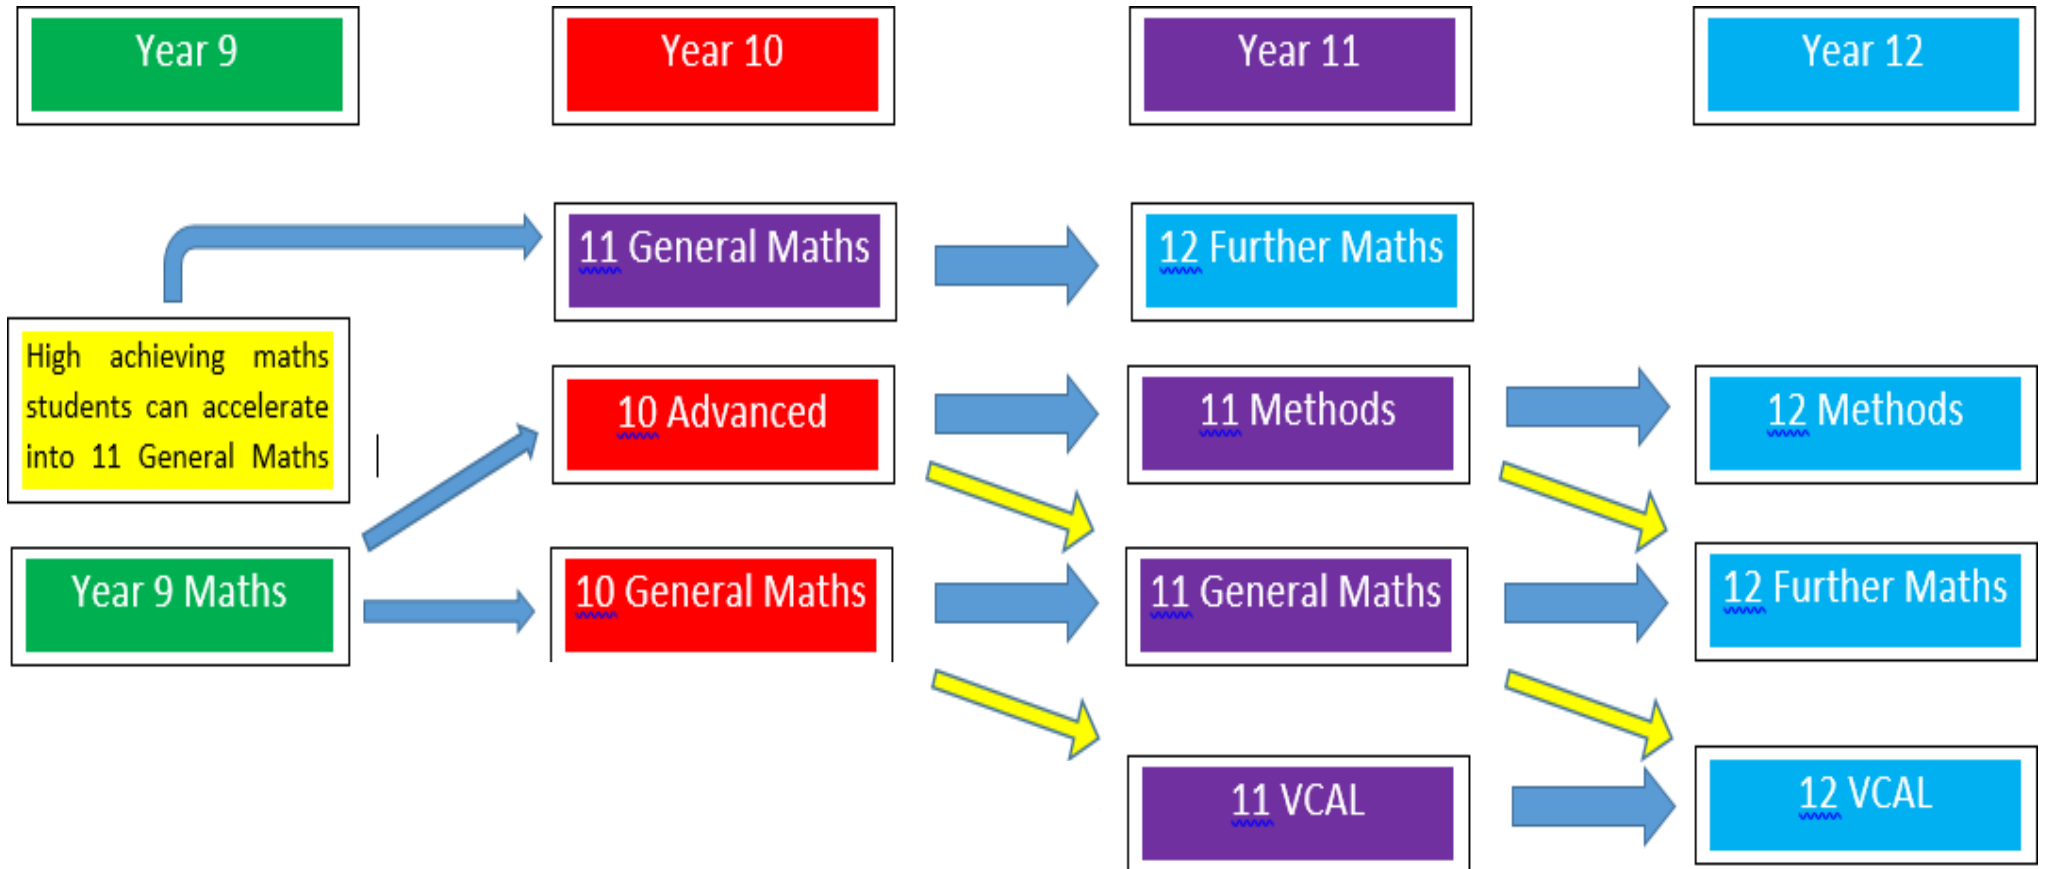 Year 9
Year 10
Year 11
Year 12
11 General Maths
12 Further Maths
High achieving maths
students can accelerate
into 11 General Maths
10 Advanced
11 Methods
12 Methods
Year 9 Maths
10 General Maths
11 General Maths
12 Further Maths
11 VCAL
12 VCAL